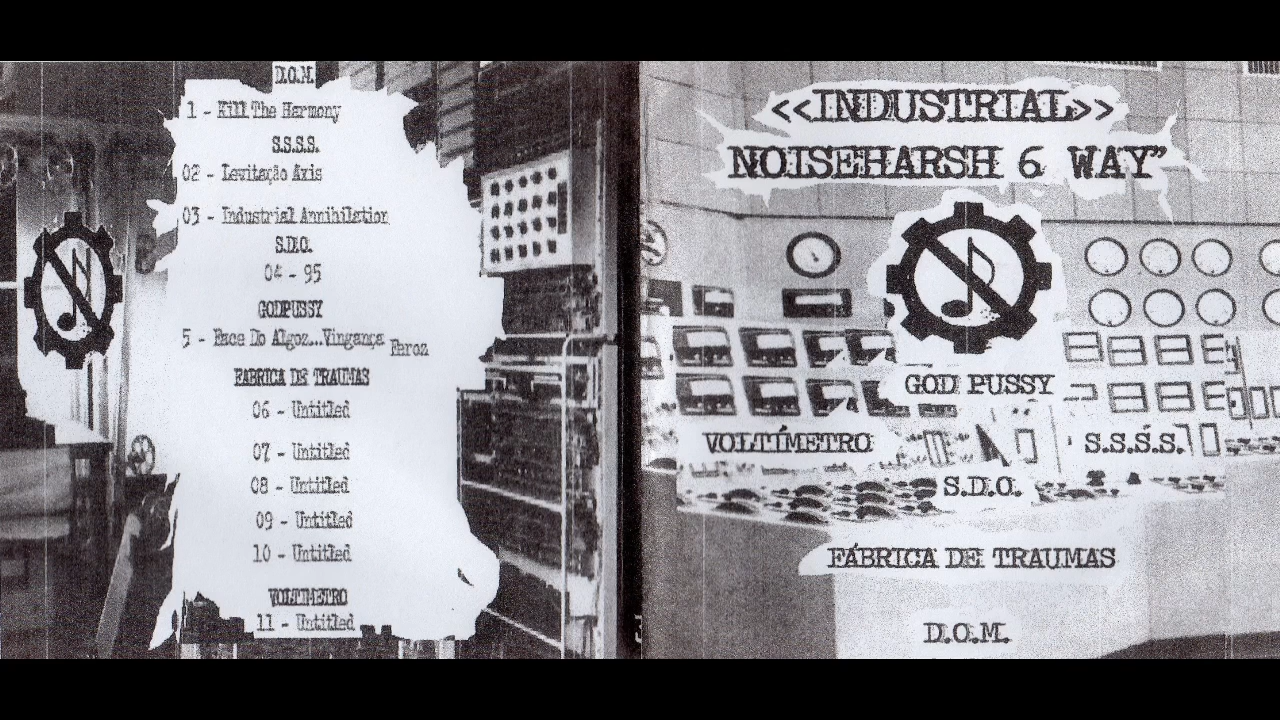 D.O.M.
1 - Kill The Harmony
S.S.S.S.
02 - Levitação Axis
03 - Industrial Annihilation
S.D.O.
04 - 95
GODPUSSY
5 - Face Do Algoz...Vingança Feroz
FABRICA DE TRAUMAS
06 - Untitled
07 - Untitled
08 - Untitled
09 - Untitled
10 - Untitled
VOLTIMETRO
11 - Untitled
<<INDUSTRIAL>>
NOISEHARSH 6 WAY"
GOD PUSSY
VOLTÍMETRO
S.S.S.S.
S.D.O.
FÁBRICA DE TRAUMAS
D.O.M.